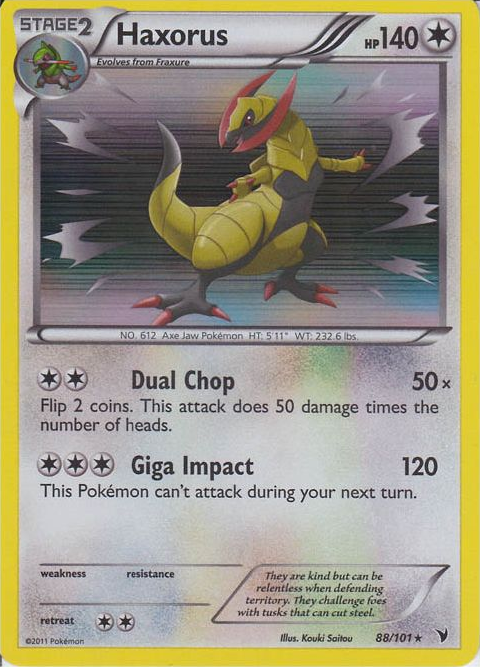 STAGE2
Haxorus
HP140
Evolves from Fraxure
NO. 612 Axe Jaw Pokémon HT: 5'11" WT: 232.6 lbs.
Dual Chop 50×
Flip 2 coins. This attack does 50 damage times the
number of heads.
Giga Impact 120
This Pokémon can't attack during your next turn.
weakness resistance
They are kind but can be
relentless when defending
territory. They challenge foes
with tusks that can cut steel.
retreat
©2011 Pokémon
Illus. Kouki Saitou
88/101★